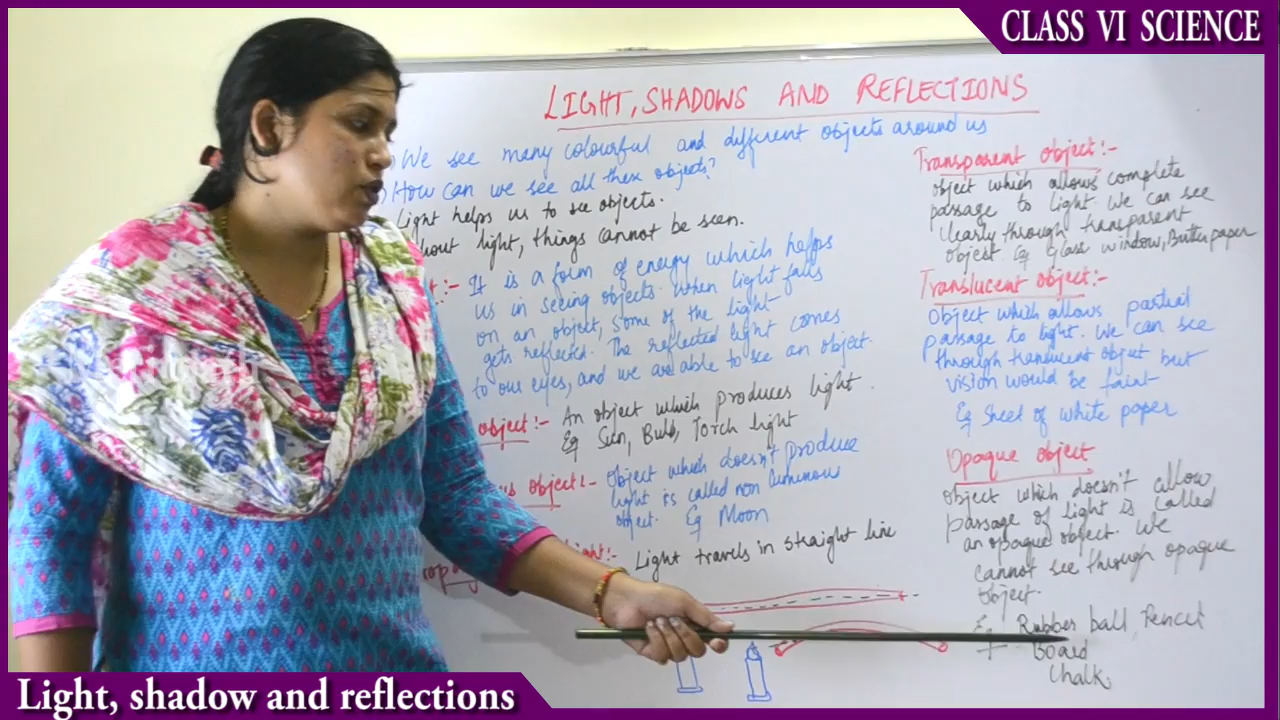 CLASS VI SCIENCE
LIGHT, SHADOWS AND REFLECTIONS
We see many colourful and different objects around us
How can we see all these objects?
Light helps us to see objects.
light, things cannot be seen.
:- It is a form of energy which helps
us in seeing objects. When light falls
on an object, some of the light
gets reflected. The reflected light comes
to our eyes, and we are able to see an object.
object:- An object which produces light.
Eg Sun, Bulb, Torch light
object:- Object which doesn't produce
light is called non luminous
object. Eg Moon
light:- Light travels in straight line
Transparent object:-
object which allows complete
passage to light we can see
clearly through transparent
object. Eg Glass window, Butter paper
Translucent object:-
object which allows partial
passage to light. We can see
through translucent object but
vision would be faint
Eg Sheet of white paper
Opaque object
object which doesn't allow
passage of light is called
an opaque object. We
cannot see through opaque
object.
Eg Rubber ball, Pencil
Board
Chalk
Light, shadow and reflections